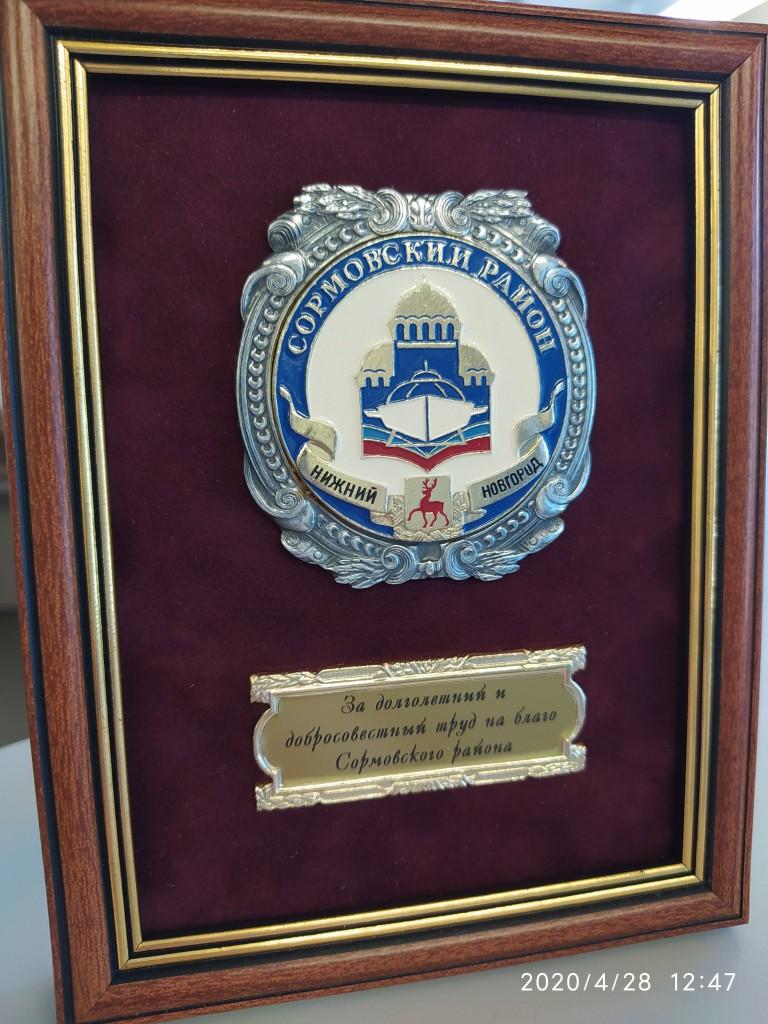 СОРМОВСКИЙ РАЙОН
НИЖНИЙ НОВГОРОД
За долголетний и
добросовестный труд на благо
Сормовского района
2020/4/28 12:47